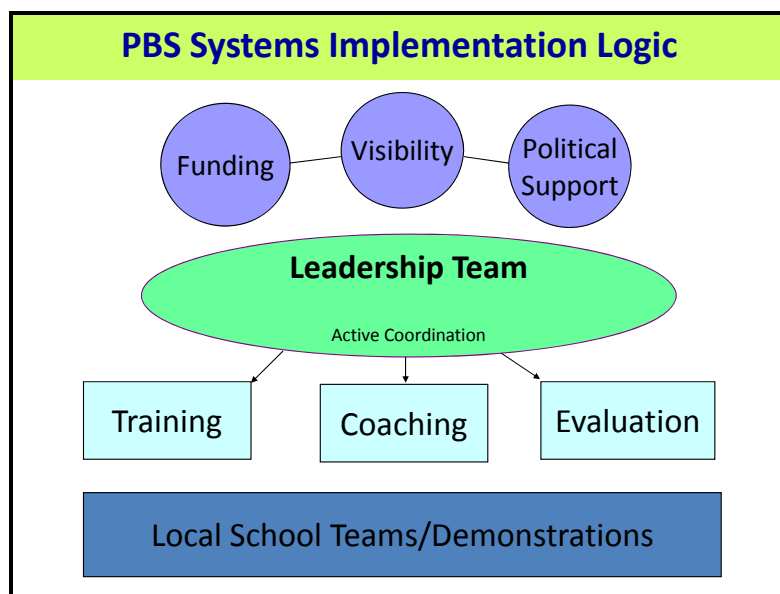 PBS Systems Implementation Logic
Funding
Visibility
Political
Support
Leadership Team
Active Coordination
Training
Coaching
Evaluation
Local School Teams/Demonstrations